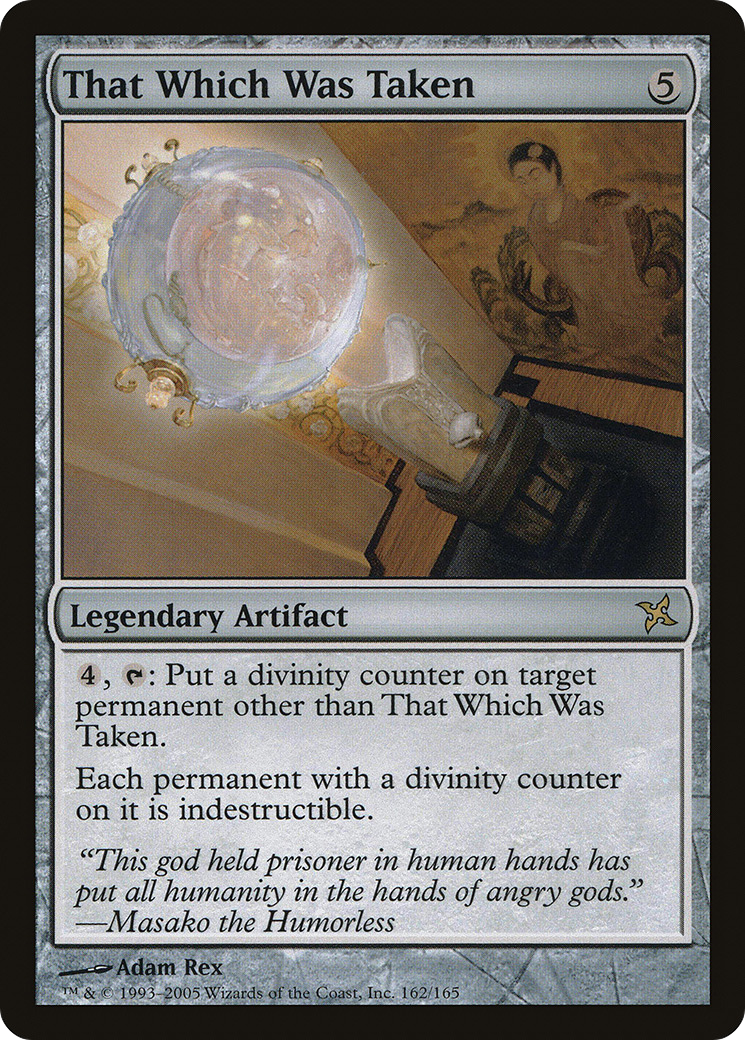 That Which Was Taken 5
Legendary Artifact
4, : Put a divinity counter on target
permanent other than That Which Was
Taken.
Each permanent with a divinity counter
on it is indestructible.
“This god held prisoner in human hands has
put all humanity in the hands of angry gods.”
—Masako the Humorless
Adam Rex
™ & © 1993–2005 Wizards of the Coast, Inc. 162/165